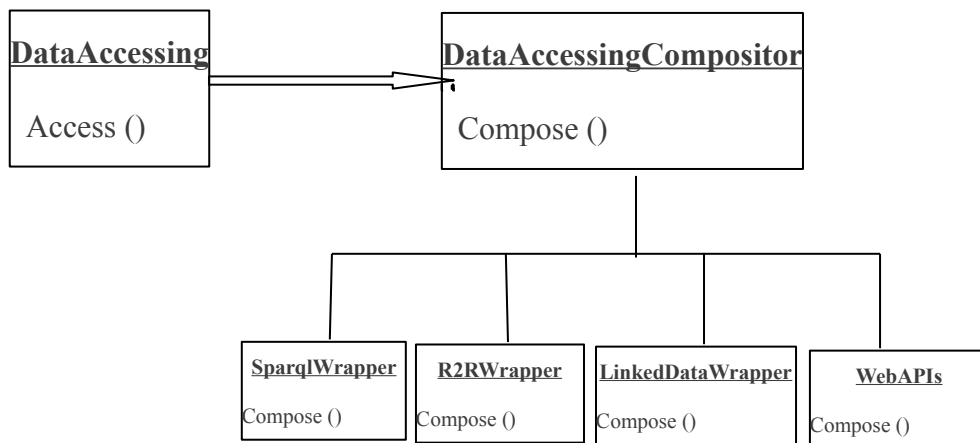 DataAccessing
Access ()
DataAccessingCompositor
Compose ()
SparqlWrapper
Compose ()
R2RWrapper
Compose ()
LinkedDataWrapper
Compose ()
WebAPIs
Compose ()